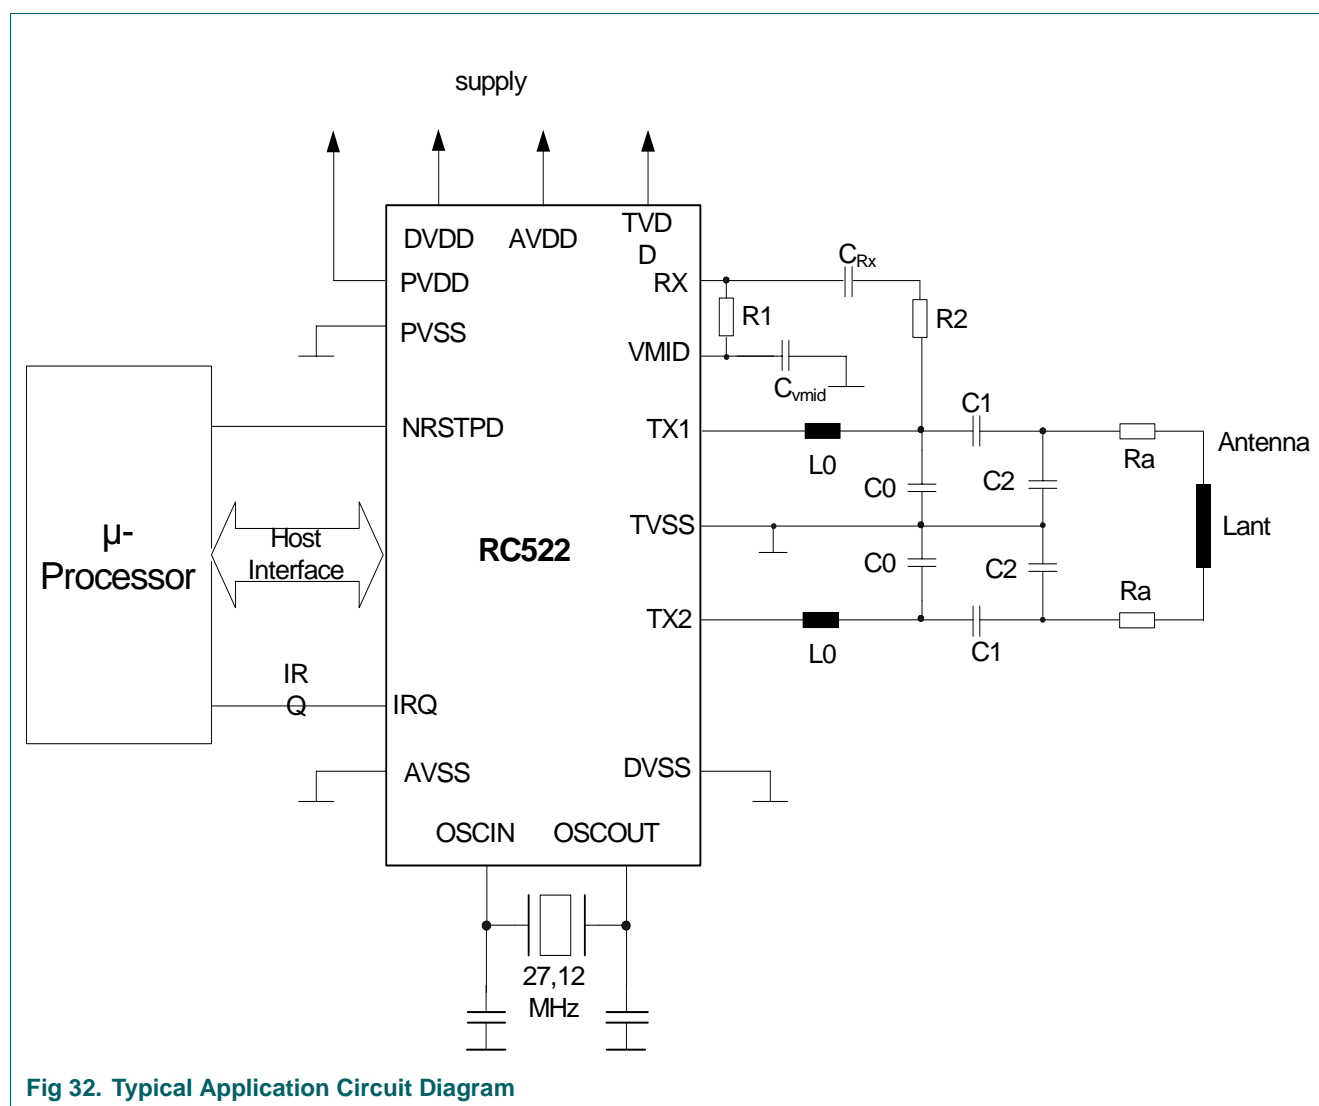 supply
DVDD
AVDD
TVD
D
PVDD
RX
CRx
R1
R2
PVSS
VMID
Cvmid
NRSTPD
TX1
L0
C1
Ra
Antenna
C0
C2
µ-
Processor
Host
Interface
RC522
TVSS
Lant
C0
C2
Ra
TX2
L0
C1
IR
Q
IRQ
AVSS
DVSS
OSCIN
OSCOUT
27,12
MHz
Fig 32. Typical Application Circuit Diagram